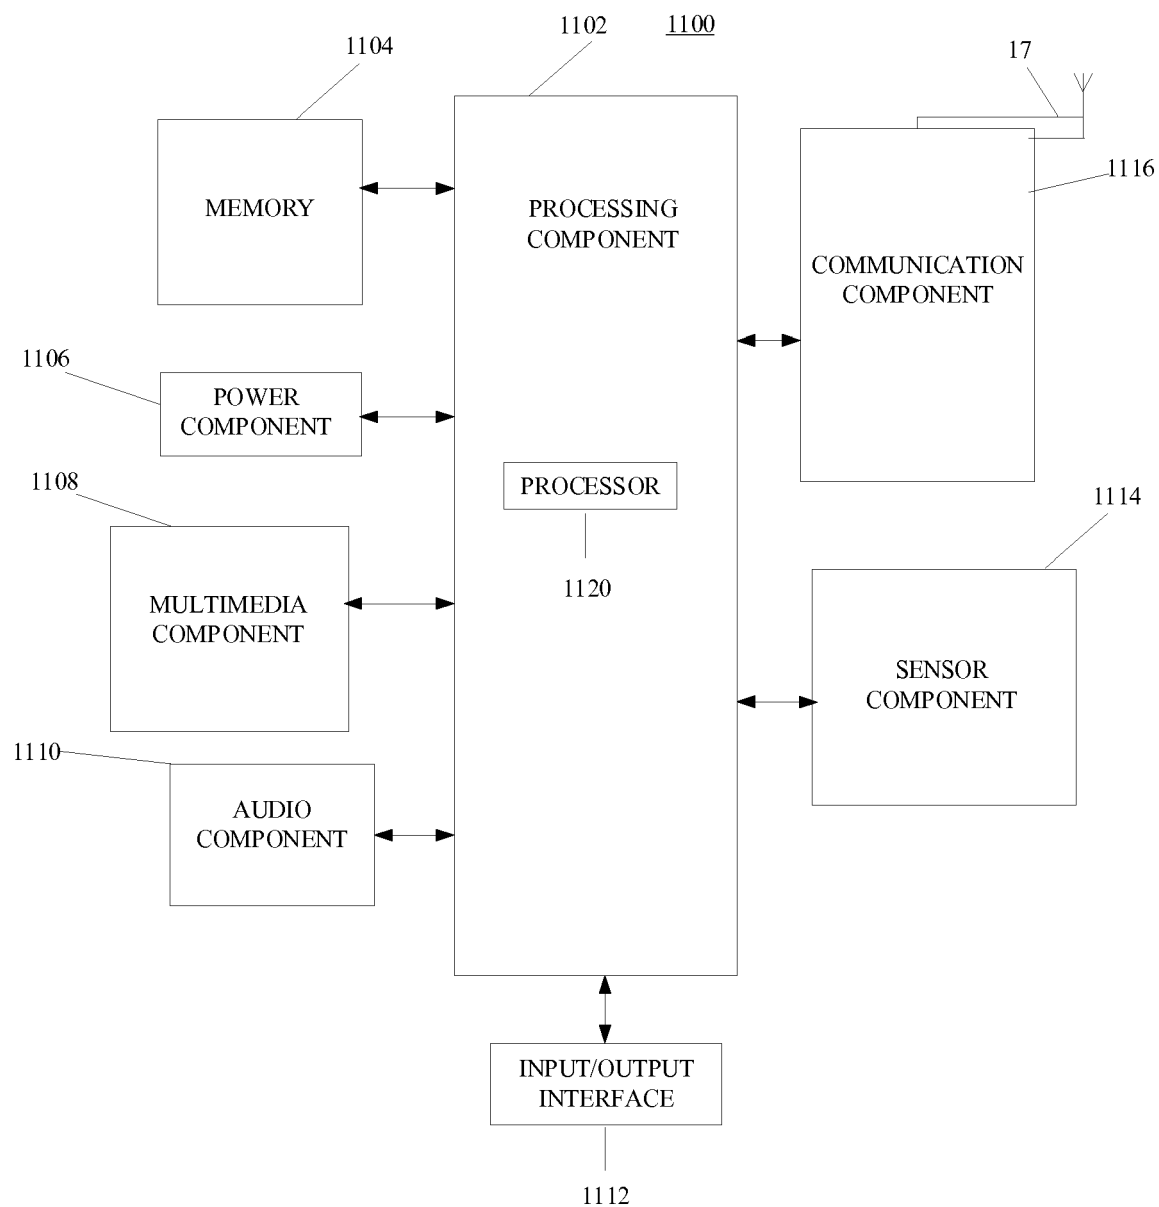 1100
1102
1104
17
1116
MEMORY
PROCESSING
COMPONENT
COMMUNICATION
COMPONENT
1106
POWER
COMPONENT
1108
PROCESSOR
1114
1120
MULTIMEDIA
COMPONENT
SENSOR
COMPONENT
1110
AUDIO
COMPONENT
INPUT/OUTPUT
INTERFACE
1112